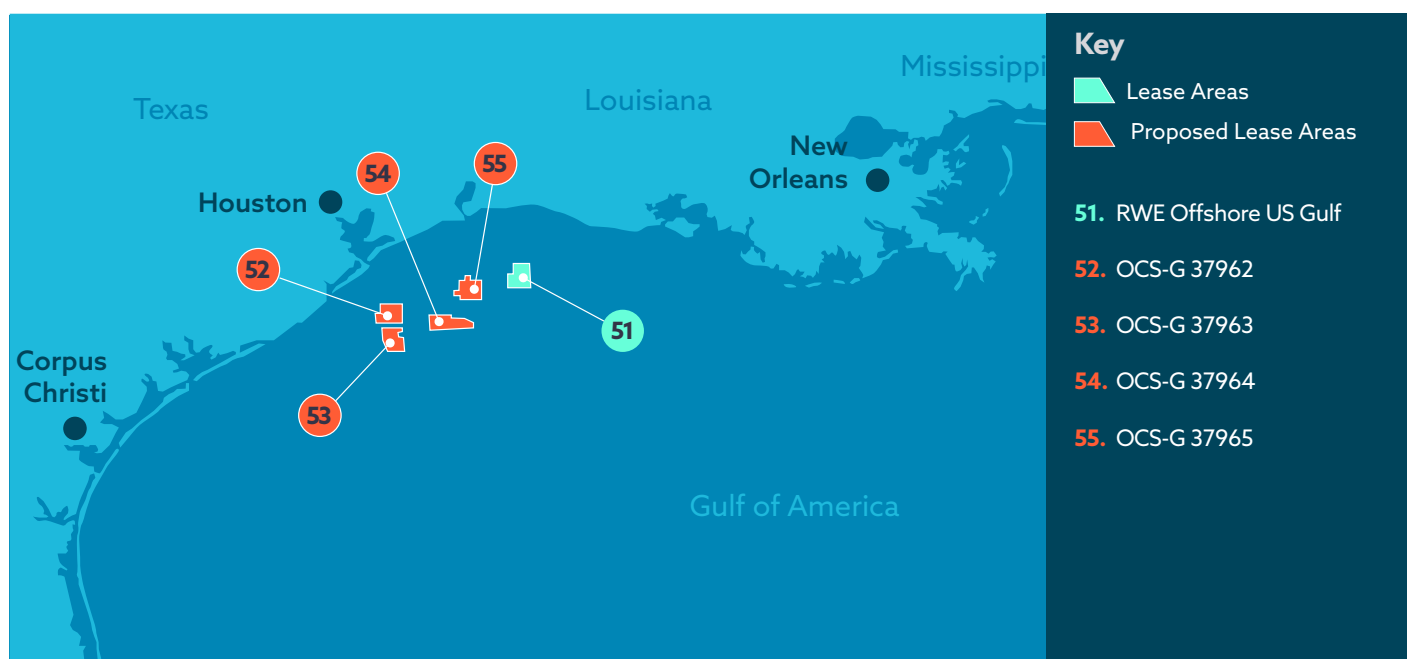 Mississippi
Louisiana
Texas
New
Orleans
Houston
Corpus
Christi
Gulf of America
54
55
52
51
53
Key
Lease Areas
Proposed Lease Areas
51. RWE Offshore US Gulf
52. OCS-G 37962
53. OCS-G 37963
54. OCS-G 37964
55. OCS-G 37965